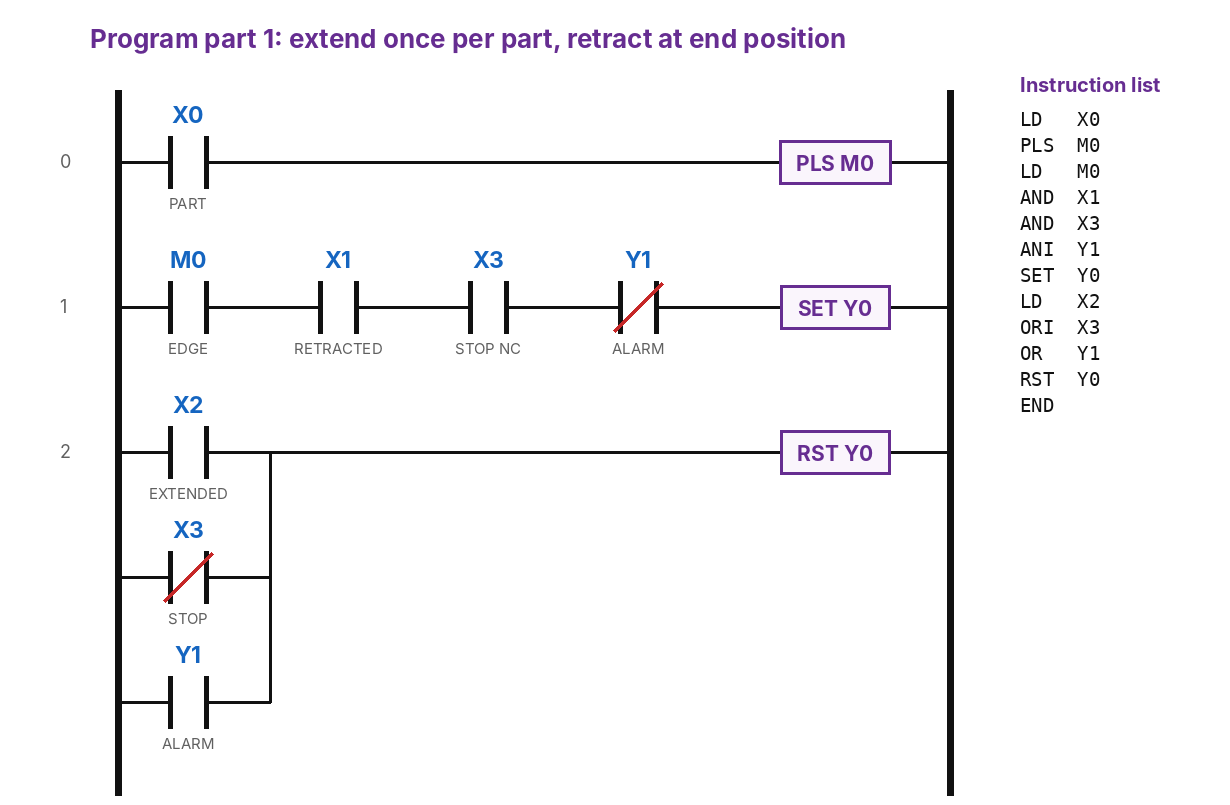 Program part 1: extend once per part, retract at end position
X0
0
PLS M0
PART
M0 X1 X3 Y1
1
SET Y0
EDGE RETRACTED STOP NC ALARM
X2
2
RST Y0
EXTENDED
X3
STOP
Y1
ALARM
Instruction list
LD X0
PLS M0
LD M0
AND X1
AND X3
ANI Y1
SET Y0
LD X2
ORI X3
OR Y1
RST Y0
END